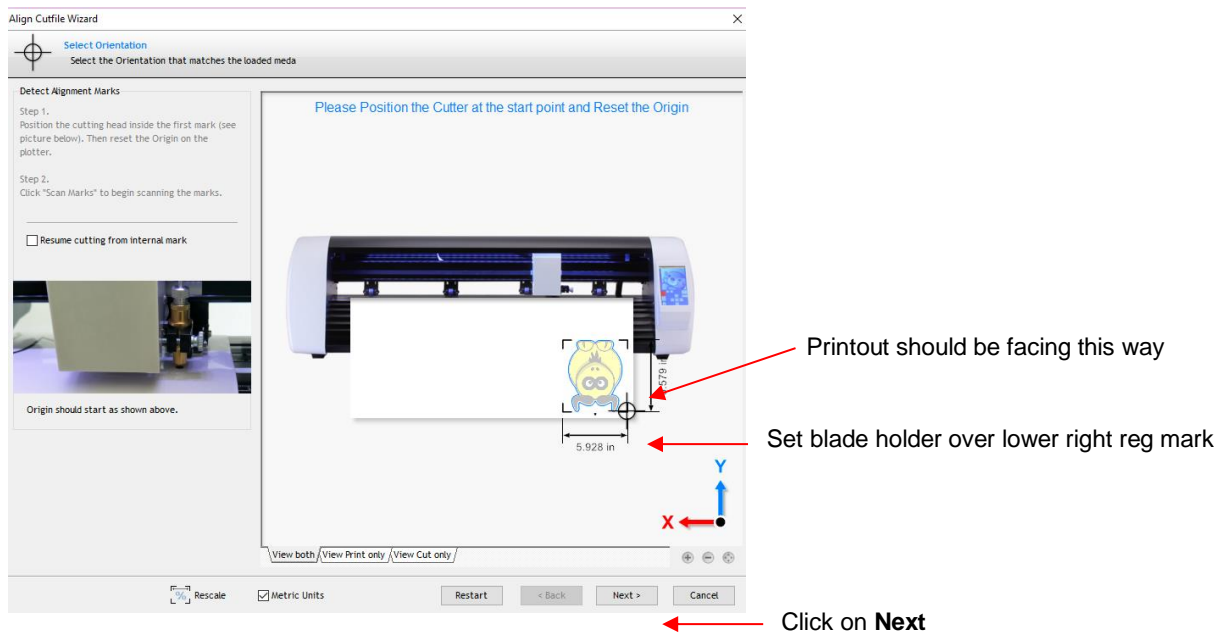 Align Cutfile Wizard
Select Orientation
Select the Orientation that matches the loaded meda
Detect Alignment Marks
Step 1.
Position the cutting head inside the first mark (see
picture below). Then reset the Origin on the
plotter.
Step 2.
Click "Scan Marks" to begin scanning the marks.
Resume cutting from internal mark
Origin should start as shown above.
Please Position the Cutter at the start point and Reset the Origin
.579 in
5.928 in
Y
X
View both
View Print only
View Cut only
% Rescale
Metric Units
Restart
< Back
Next >
Cancel
Printout should be facing this way
Set blade holder over lower right reg mark
Click on Next